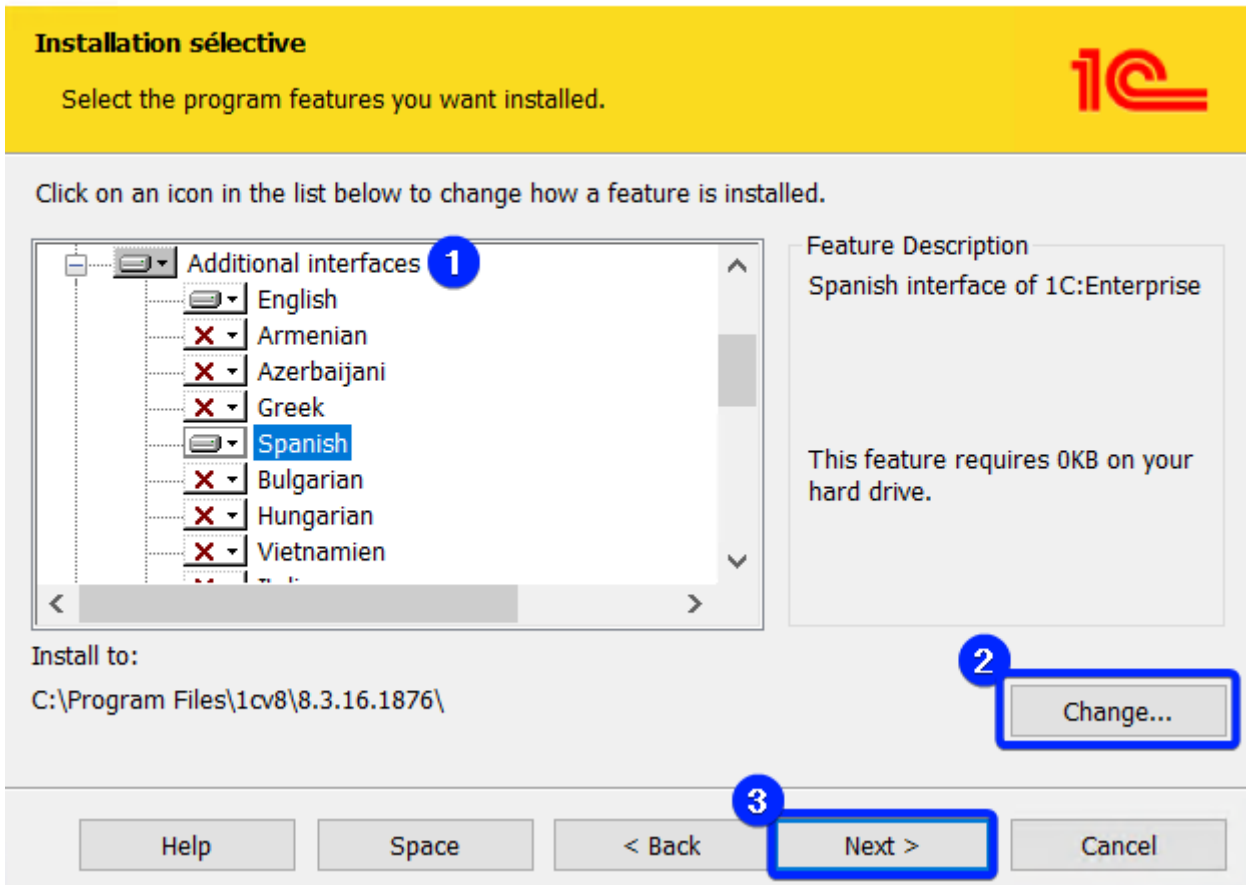 Installation sélective
Select the program features you want installed.
1C
Click on an icon in the list below to change how a feature is installed.
Additional interfaces
1
English
Armenian
Azerbaijani
Greek
Spanish
Bulgarian
Hungarian
Vietnamien
Feature Description
Spanish interface of 1C:Enterprise
This feature requires 0KB on your
hard drive.
Install to:
C:\Program Files\1cv8\8.3.16.1876\
2
Change...
3
Help
Space
< Back
Next >
Cancel